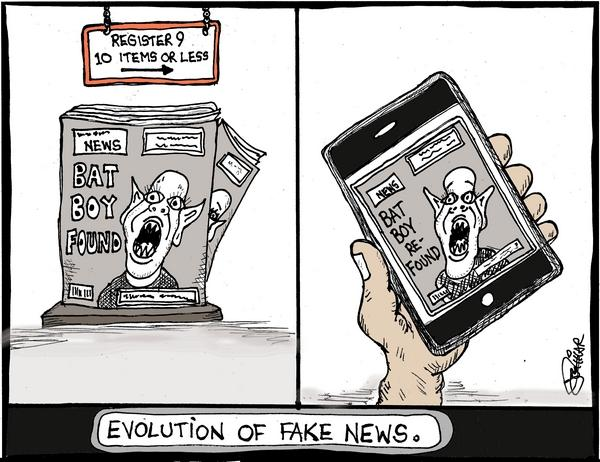 REGISTER 9
10 ITEMS OR LESS
NEWS
BAT
BOY
FOUND
NEWS
BAT
BOY
RE-
FOUND
EVOLUTION OF FAKE NEWS.